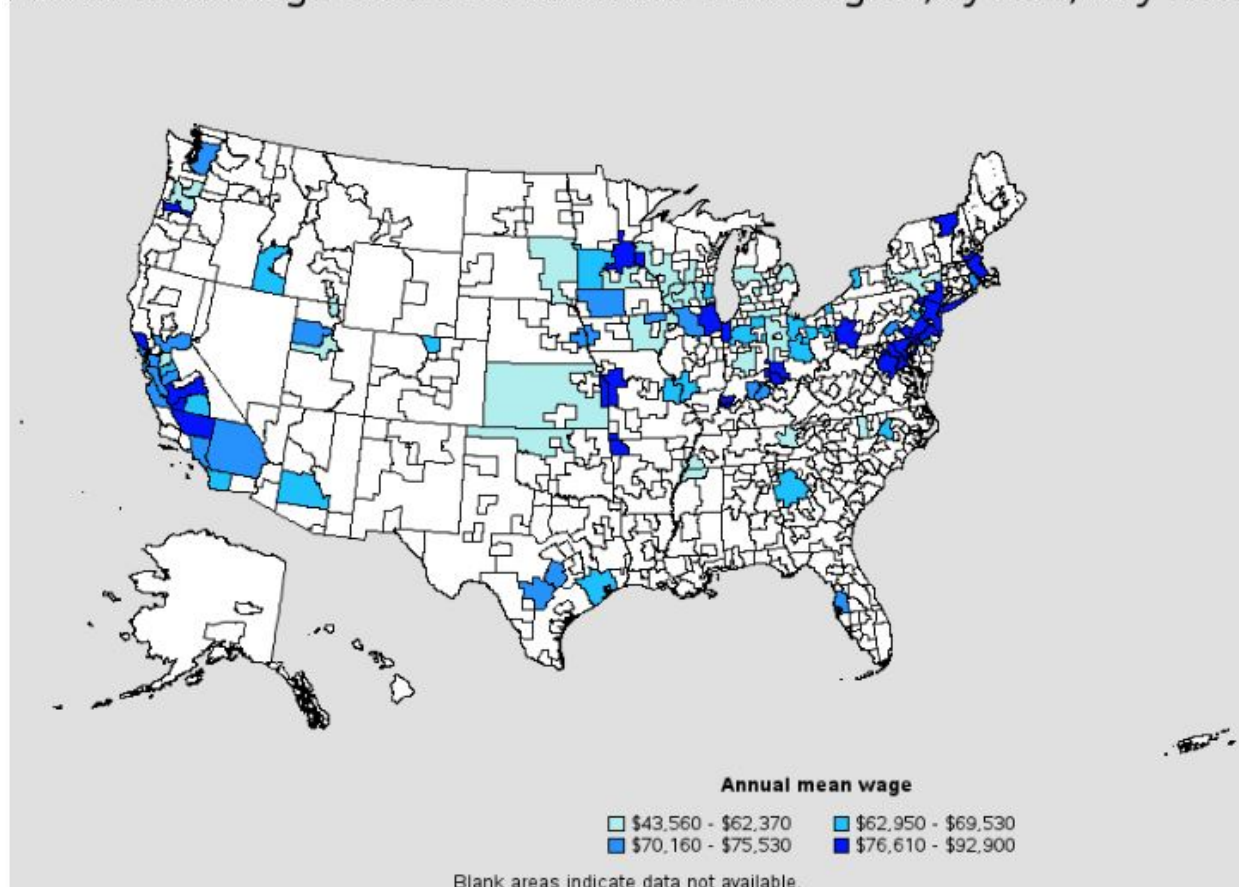 Annual mean wage
$43,560 - $62,370 $62,950 - $69,530
$70,160 - $75,530 $76,610 - $92,900
Blank areas indicate data not available.